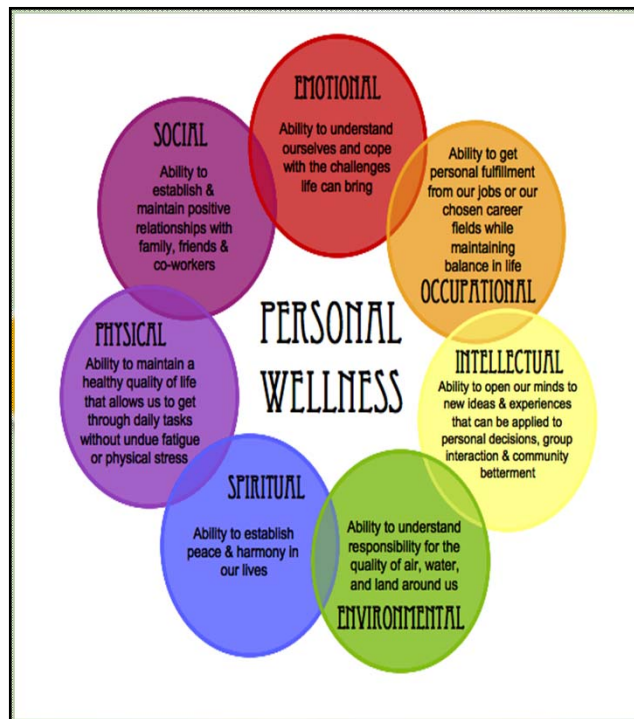 EMOTIONAL
Ability to understand
ourselves and cope
with the challenges
life can bring
Ability to get
personal fulfillment
from our jobs or our
chosen career
fields while
maintaining
balance in life
OCCUPATIONAL
INTELLECTUAL
Ability to open our minds to
new ideas & experiences
that can be applied to
personal decisions, group
interaction & community
betterment
Ability to understand
responsibility for the
quality of air, water,
and land around us
ENVIRONMENTAL
SPIRITUAL
Ability to establish
peace & harmony in
our lives
PHYSICAL
Ability to maintain a
healthy quality of life
that allows us to get
through daily tasks
without undue fatigue
or physical stress
SOCIAL
Ability to
establish &
maintain positive
relationships with
family, friends &
co-workers
PERSONAL
WELLNESS